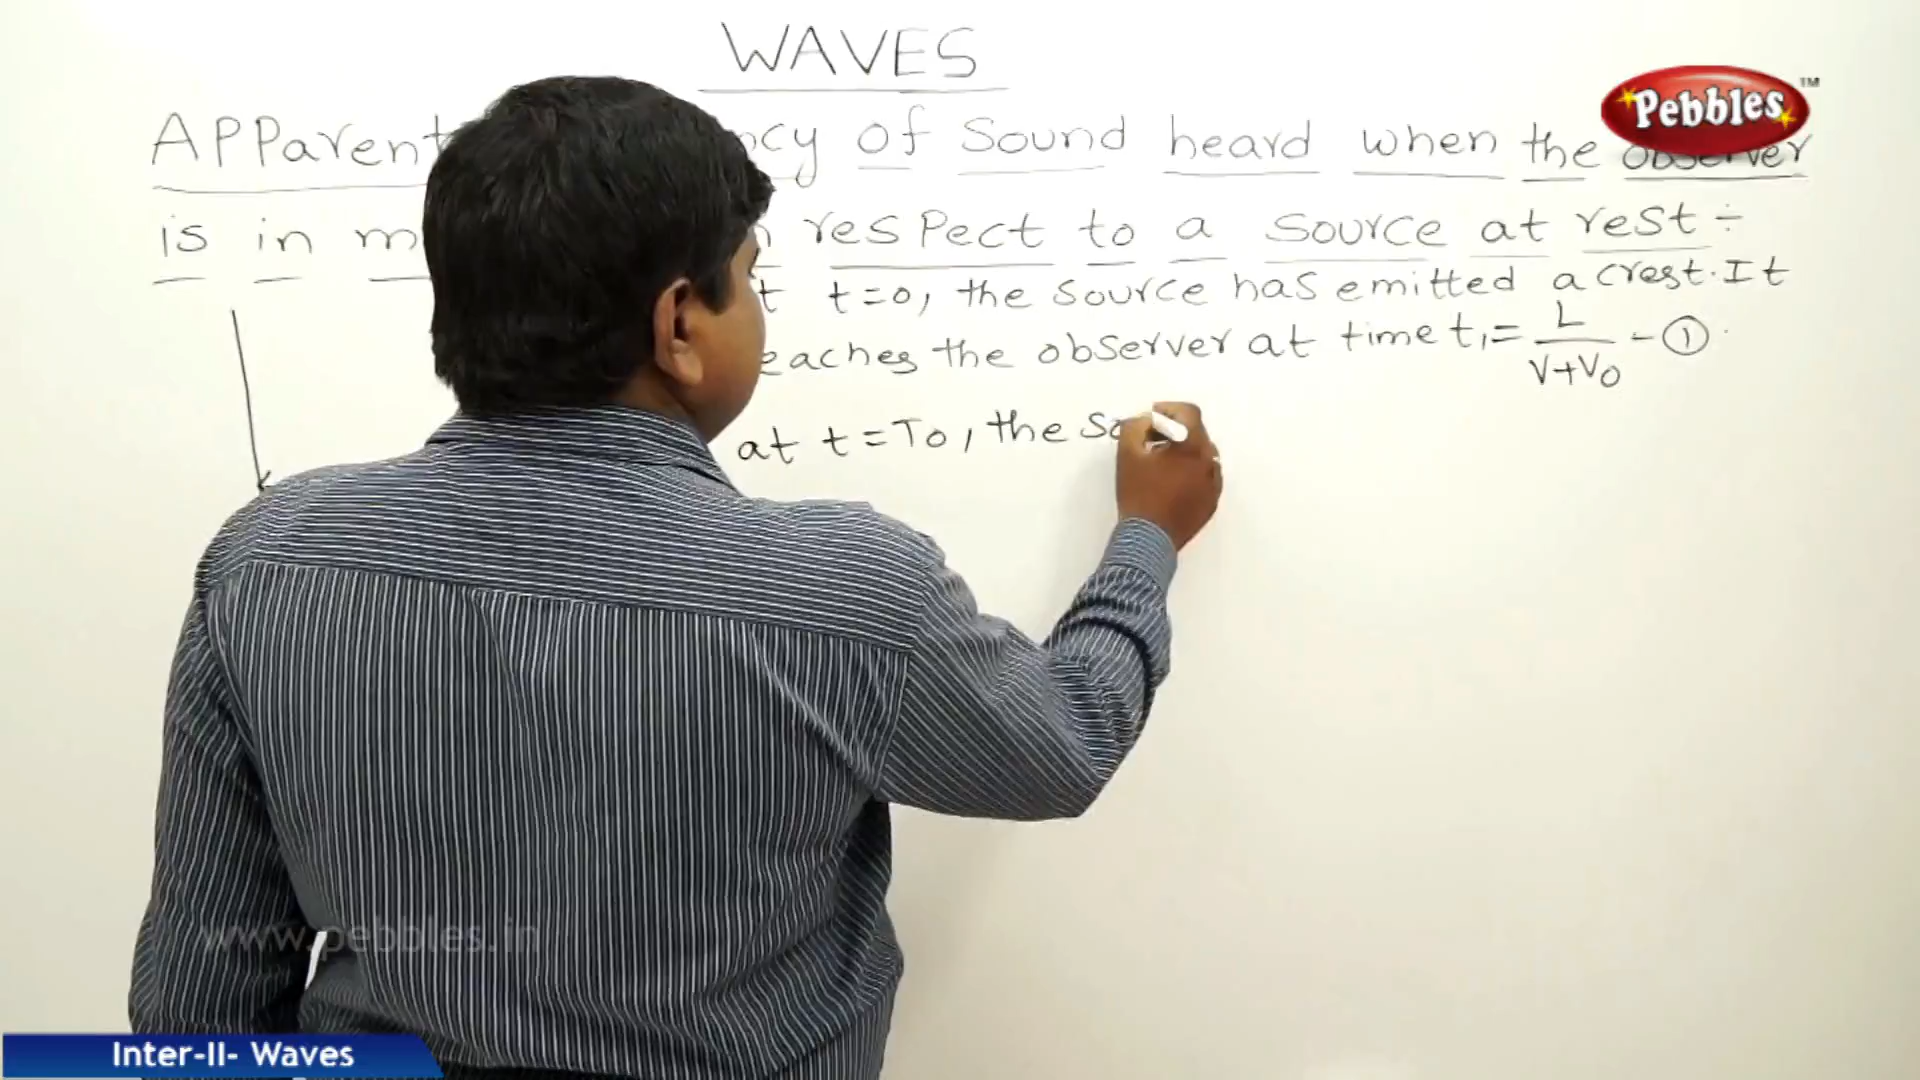 WAVES
Pebbles TM
APParent of Sound heard when the observer
is in respect to a source at rest ÷
t=0, the source has emitted a crest. It
the observer at time t₁ = L/(V+V₀) - ①
at t = T₀, the
www.pebbles.in
Inter-II- Waves